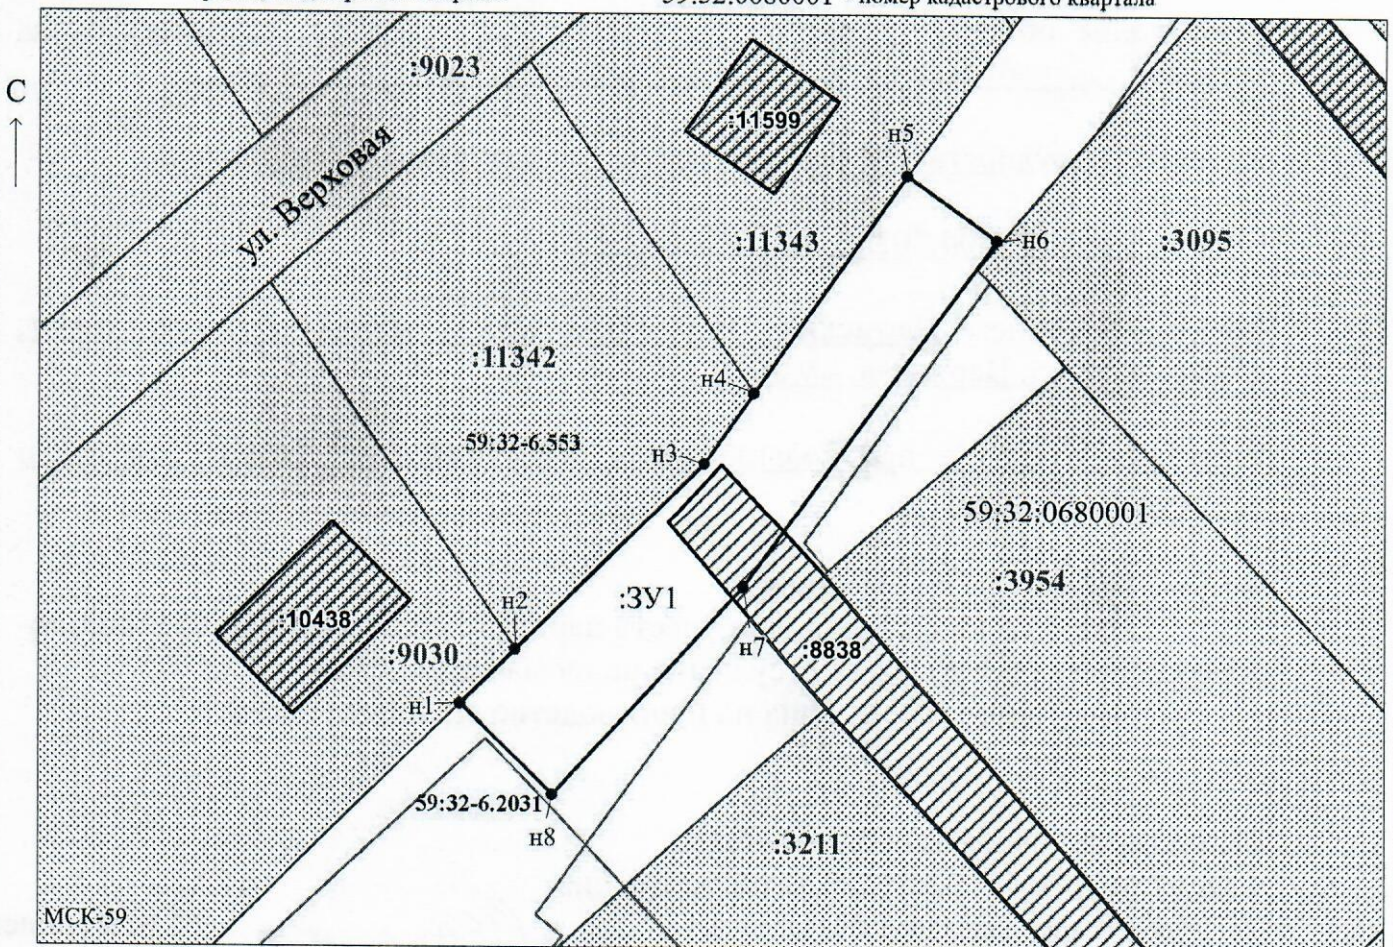 59:32:0680001 - номер кадастрового квартала
:9023
С
:11599
н5
ул. Верховая
:11343
н6
:3095
:11342
н4
59:32-6.553
н3
59:32:0680001
:3954
:ЗУ1
н2
:10438
:9030
н7
:8838
н1
59:32-6.2031
н8
:3211
МСК-59